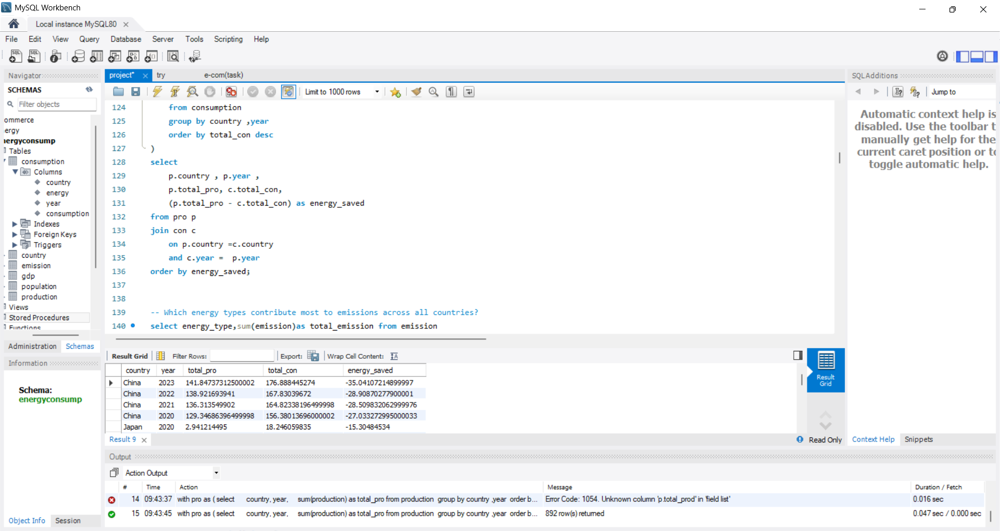 MySQL Workbench
Local instance MySQL80
File Edit View Query Database Server Tools Scripting Help
Navigator
SCHEMAS
Filter objects
ommerce
ergy
nergyconsump
Tables
consumption
Columns
country
energy
year
consumption
Indexes
Foreign Keys
Triggers
country
emission
gdp
population
production
Views
Stored Procedures
Functions
Administration Schemas
Information
Schema:
energyconsump
Object Info Session
project* try e-com(task)
Limit to 1000 rows
124 from consumption
125 group by country ,year
126 order by total_con desc
127 )
128 select
129 p.country , p.year ,
130 p.total_pro, c.total_con,
131 (p.total_pro - c.total_con) as energy_saved
132 from pro p
133 join con c
134 on p.country =c.country
135 and c.year = p.year
136 order by energy_saved;
137
138
139 -- Which energy types contribute most to emissions across all countries?
140 select energy_type,sum(emission)as total_emission from emission
Result Grid Filter Rows: Export: Wrap Cell Content: IA
country year total_pro total_con energy_saved
China 2023 141.84737312500002 176.888445274 -35.04107214899997
China 2022 138.921693941 167.83039672 -28.90870277900001
China 2021 136.313549902 164.82338196499998 -28.509832062999976
China 2020 129.34686396499998 156.38013696000002 -27.033272995000033
Japan 2020 2.941214495 18.246059835 -15.30484534
Result
Grid
Result 9
Read Only
SQLAdditions
Jump to
Automatic context help is
disabled. Use the toolbar t
manually get help for the
current caret position or to
toggle automatic help.
Context Help Snippets
Output
Action Output
# Time Action Message Duration / Fetch
14 09:43:37 with pro as ( select country, year, sum(production) as total_pro from production group by country ,year order b... Error Code: 1054. Unknown column 'p.total_prod' in 'field list' 0.016 sec
15 09:43:45 with pro as ( select country, year, sum(production) as total_pro from production group by country ,year order b... 892 row(s) returned 0.047 sec / 0.000 sec